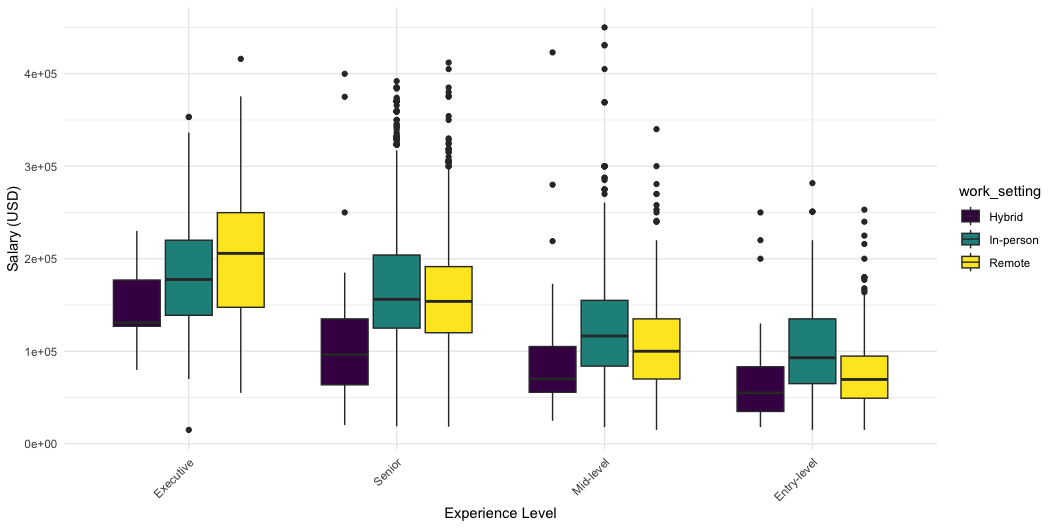 4e+05
3e+05
2e+05
1e+05
0e+00
Salary (USD)
Executive
Senior
Mid-level
Entry-level
Experience Level
work_setting
Hybrid
In-person
Remote